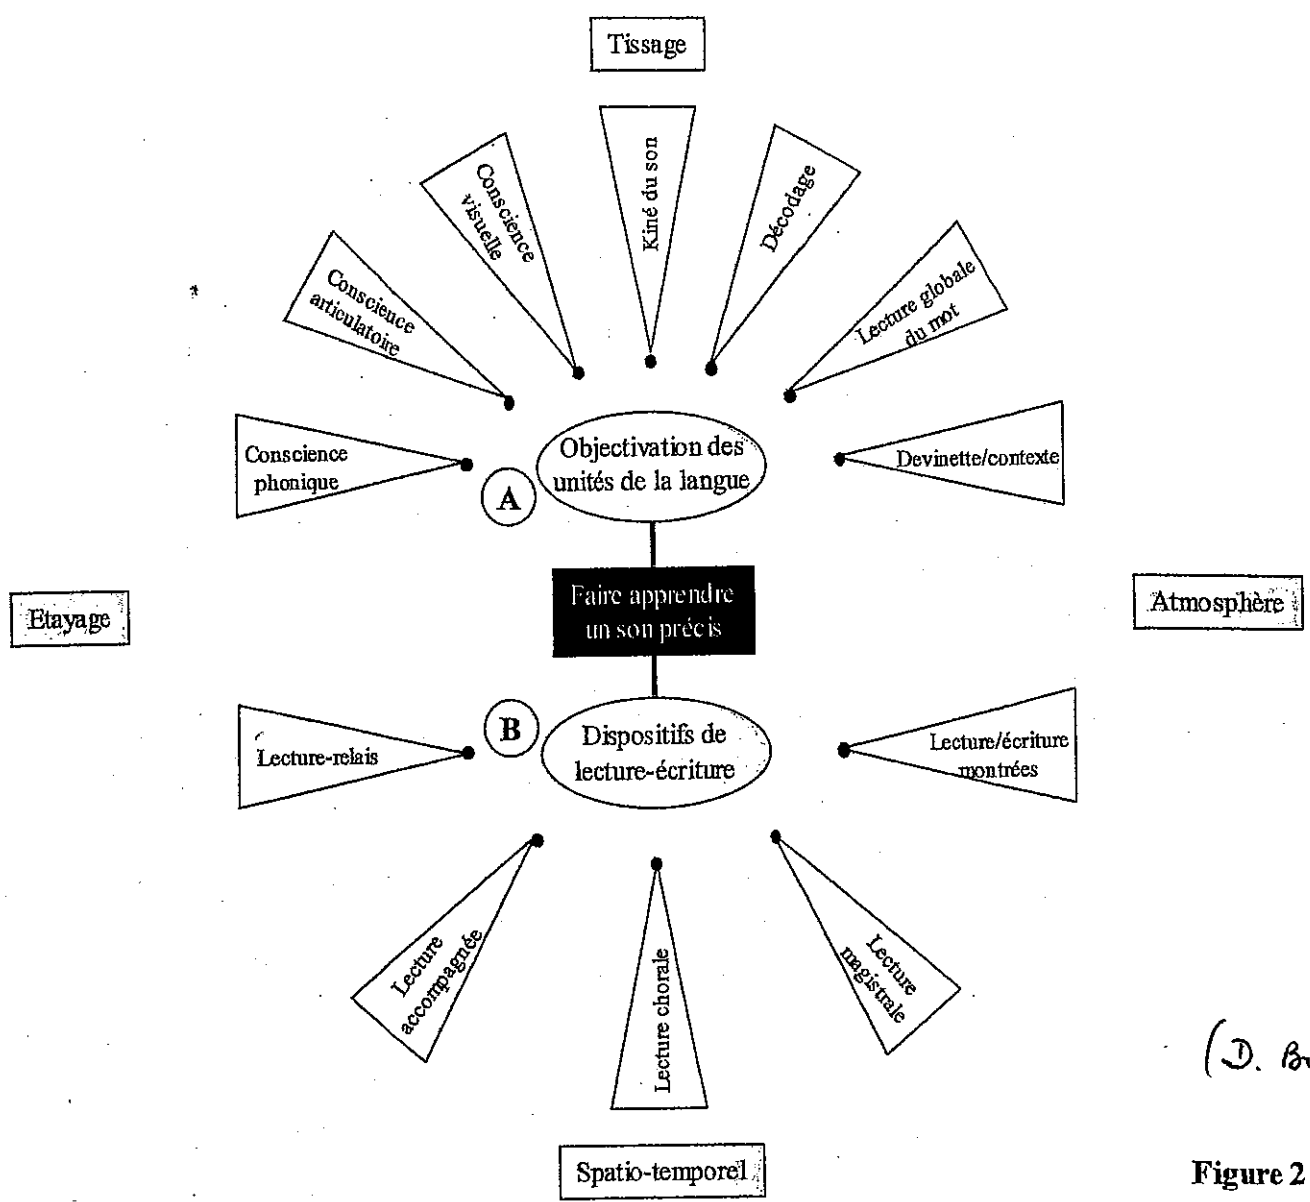 Tissage
Conscience
visuelle
Kiné du son
Décodage
Conscience
articulatoire
Lecture globale
du mot
Conscience
phonique
Objectivation des
unités de la langue
A
Devinette/contexte
Etayage
Faire apprendre
un son précis
Atmosphère
Lecture-relais
B
Dispositifs de
lecture-écriture
Lecture/écriture
montrées
Lecture
accompagnée
Lecture chorale
Lecture
magistrale
(D.
Spatio-temporel
Figure 2